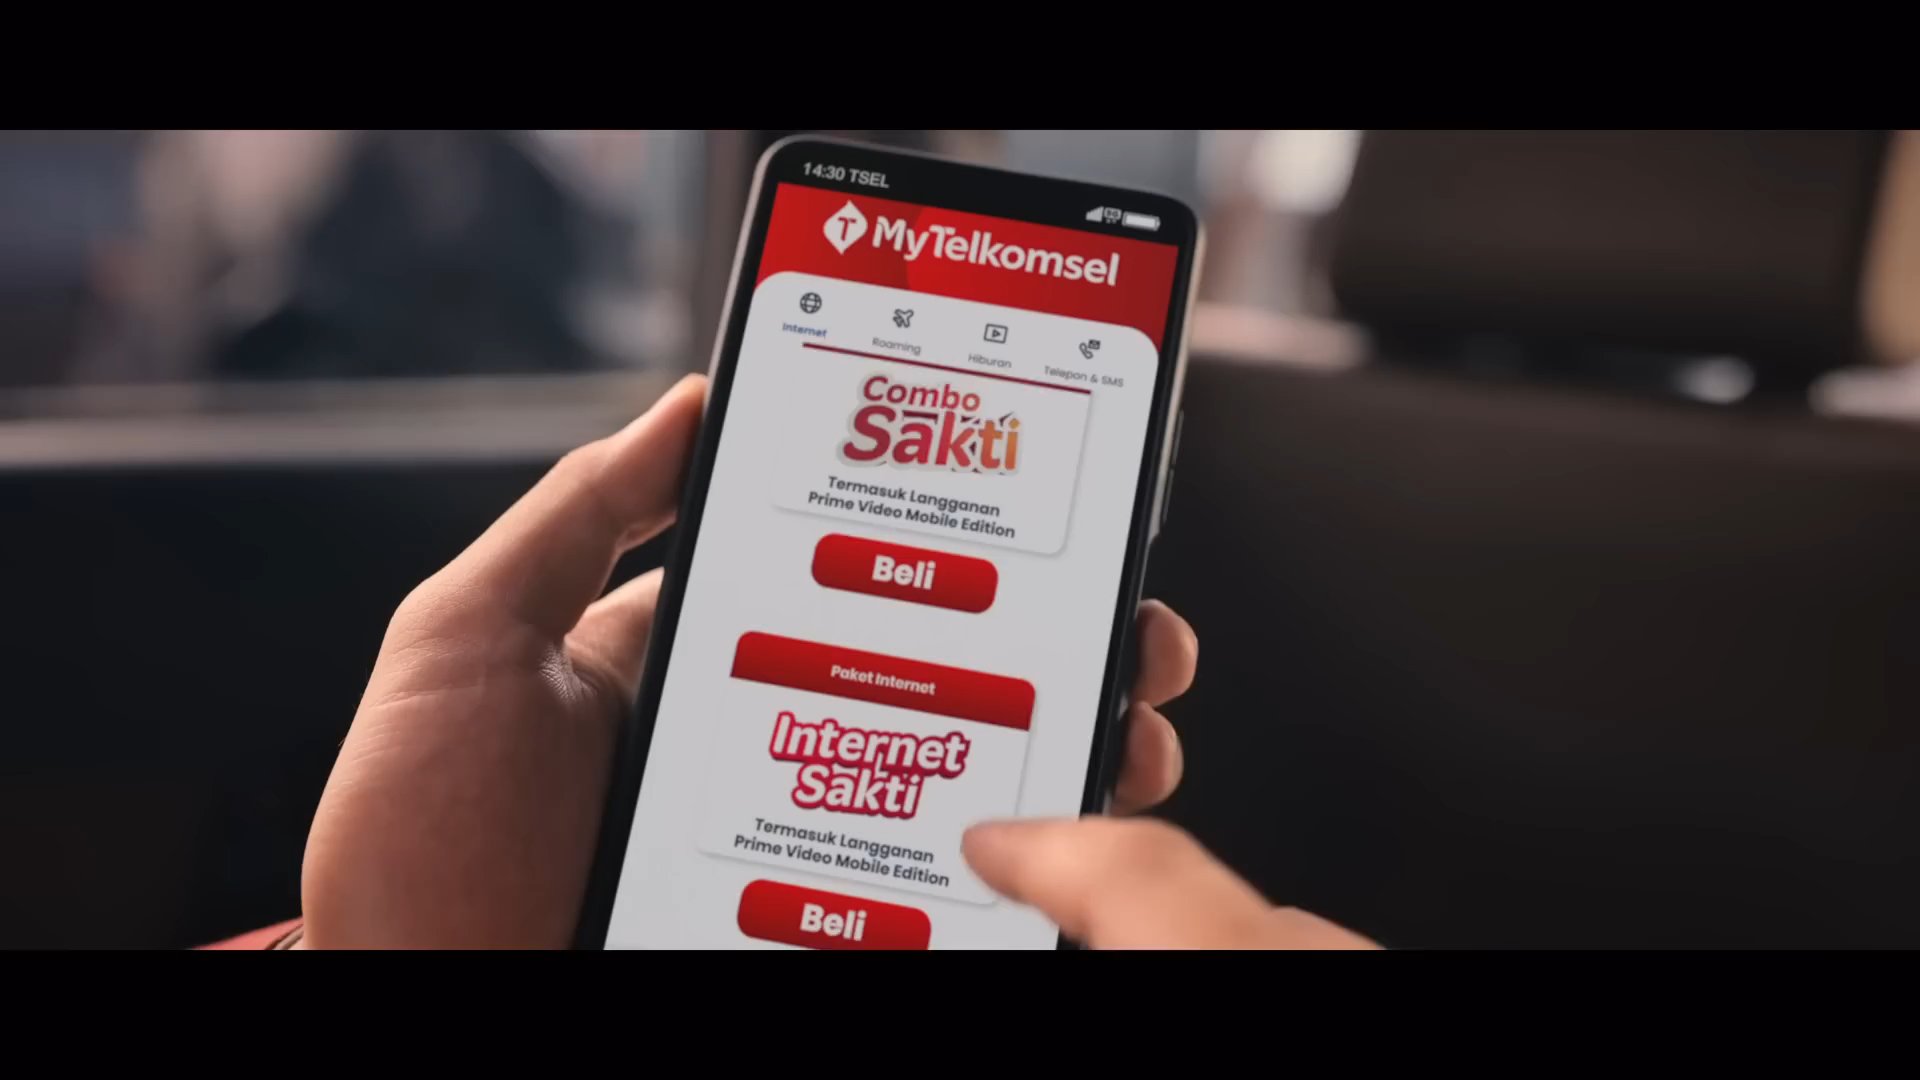 14:30 TSEL
5G
MyTelkomsel
Internet
Roaming
Hiburan
Telepon & SMS
Combo
Sakti
Termasuk Langganan
Prime Video Mobile Edition
Beli
Paket Internet
Internet
Sakti
Termasuk Langganan
Prime Video Mobile Edition
Beli